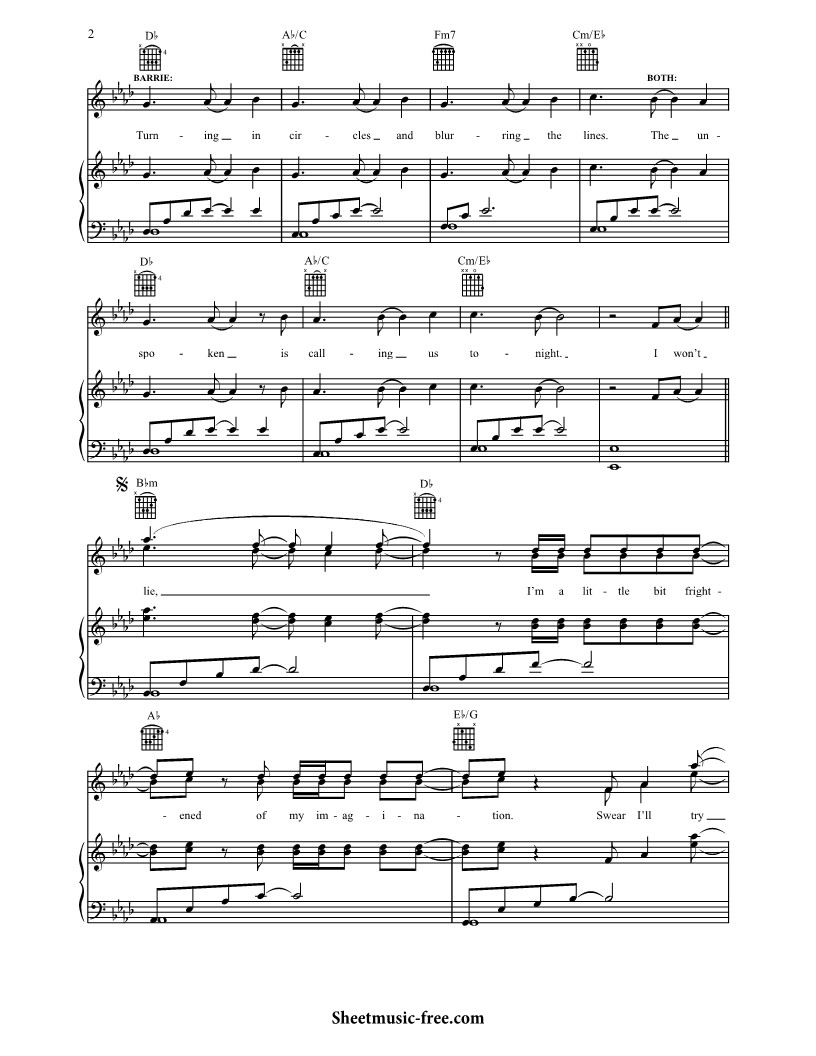 2
D♭ A♭/C Fm7 Cm/E♭
4
BARRIE: BOTH:
Turn - ing in cir - cles and blur - ring the lines. The un-
D♭ A♭/C Cm/E♭
4
spo - ken is call - ing us to - night. I won't
B♭m D♭
4
lie, I'm a lit - tle bit fright -
A♭ E♭/G
4
- ened of my im - ag - i - na - tion. Swear I'll try
Sheetmusic-free.com